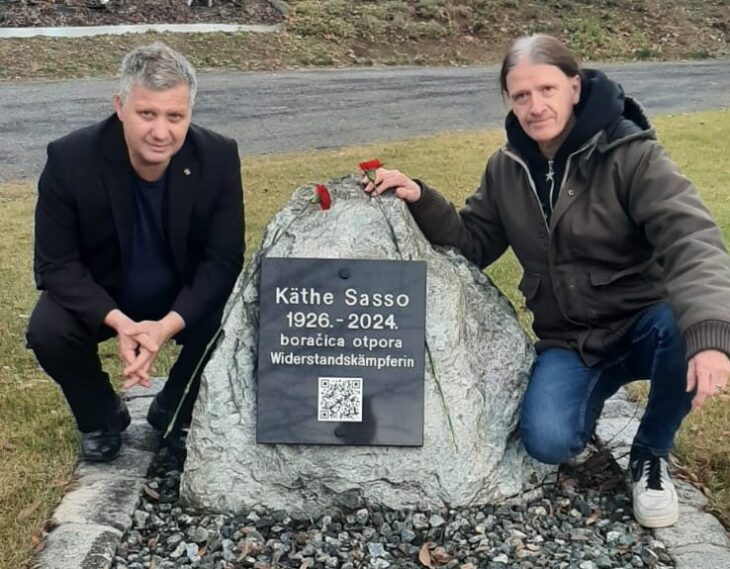 Käthe Sasso
1926.-2024.
boračica otpora
Widerstandskämpferin